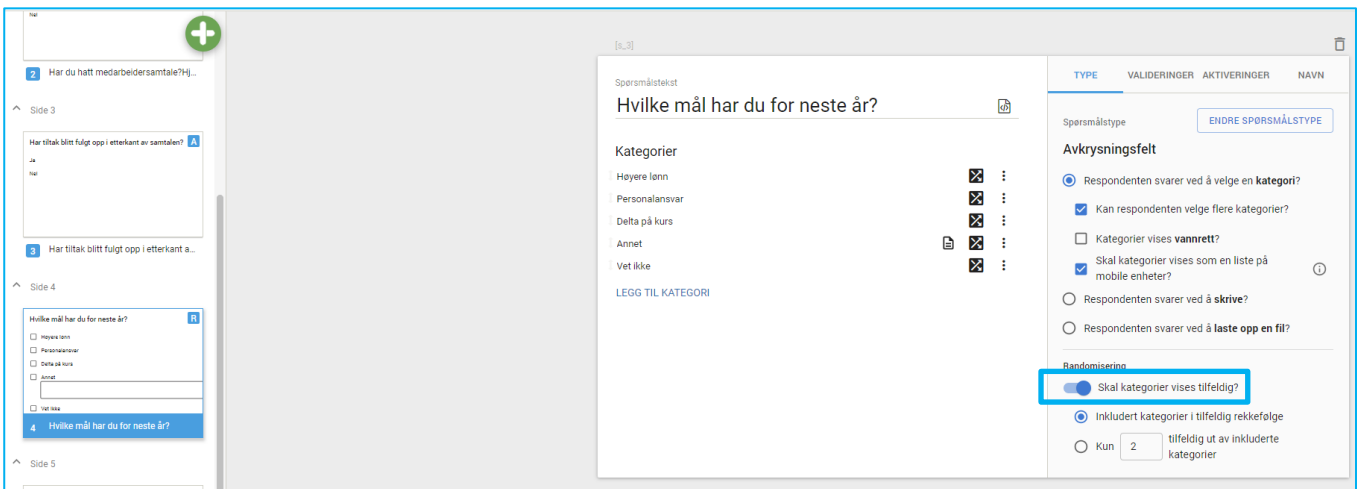 Nei
2 Har du hatt medarbeidersamtale?Hj...
Side 3
Har tiltak blitt fulgt opp i etterkant av samtalen? A
Ja
Nei
3 Har tiltak blitt fulgt opp i etterkant a...
Side 4
Hvilke mål har du for neste år? R
Høyere lønn
Personalansvar
Delta på kurs
Annet
Vet ikke
4 Hvilke mål har du for neste år?
Side 5
[s_3]
Spørsmålstekst
Hvilke mål har du for neste år?
Kategorier
Høyere lønn
Personalansvar
Delta på kurs
Annet
Vet ikke
LEGG TIL KATEGORI
TYPE VALIDERINGER AKTIVERINGER NAVN
Spørsmålstype ENDRE SPØRSMÅLSTYPE
Avkrysningsfelt
Respondenten svarer ved å velge en kategori?
Kan respondenten velge flere kategorier?
Kategorier vises vannrett?
Skal kategorier vises som en liste på
mobile enheter?
Respondenten svarer ved å skrive?
Respondenten svarer ved å laste opp en fil?
Randomisering
Skal kategorier vises tilfeldig?
Inkludert kategorier i tilfeldig rekkefølge
Kun 2 tilfeldig ut av inkluderte
kategorier